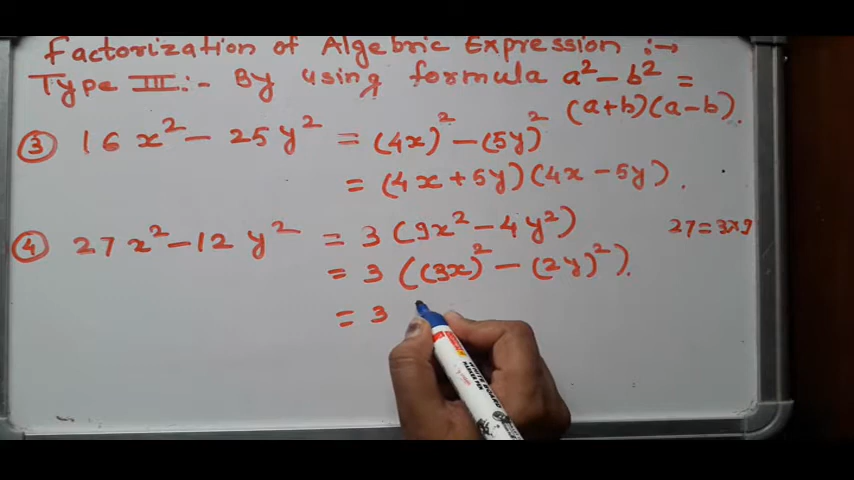 Factorization of Algebric Expression :→
Type III :- By using formula a² - b² =
(a+b)(a-b).
③ 16x² - 25y² = (4x)² - (5y)²
= (4x + 5y)(4x - 5y).
④ 27x² - 12y² = 3(9x² - 4y²)
27 = 3×9
= 3((3x)² - (2y)²).
= 3